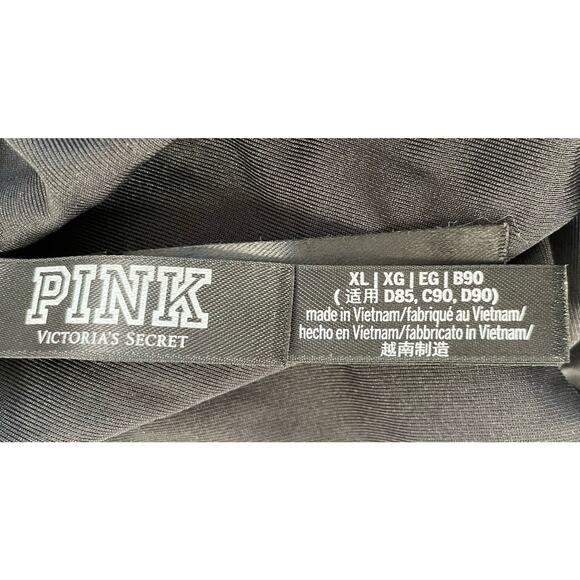 PINK
VICTORIA'S SECRET
XL | XG | EG | B90
( 适用 D85, C90, D90)
made in Vietnam/fabriqué au Vietnam/
hecho en Vietnam/fabbricato in Vietnam/
越南制造